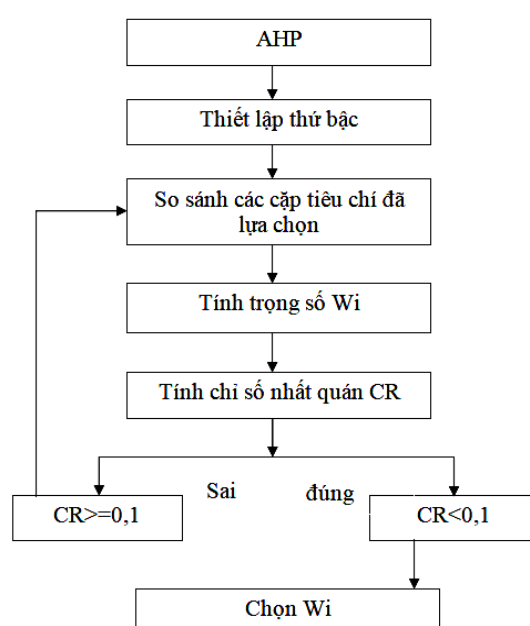 AHP
Thiết lập thứ bậc
So sánh các cặp tiêu chí đã
lựa chọn
Tính trọng số Wi
Tính chỉ số nhất quán CR
Sai
đúng
CR>=0,1
CR<0,1
Chọn Wi